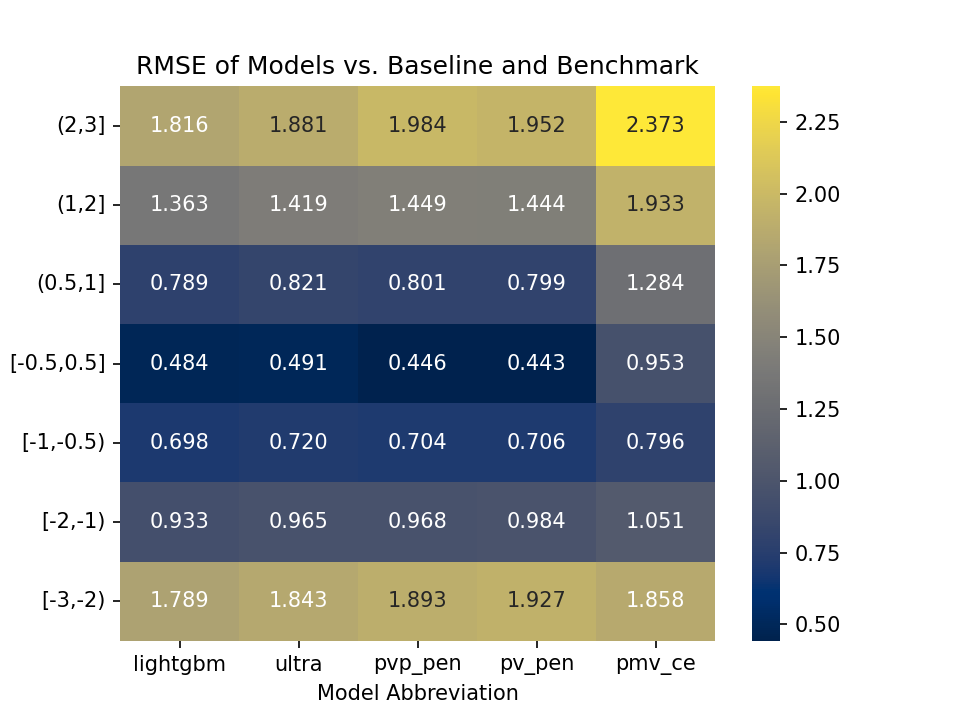 RMSE of Models vs. Baseline and Benchmark
(2,3] 1.816 1.881 1.984 1.952 2.373
(1,2] 1.363 1.419 1.449 1.444 1.933
(0.5,1] 0.789 0.821 0.801 0.799 1.284
[-0.5,0.5] 0.484 0.491 0.446 0.443 0.953
[-1,-0.5) 0.698 0.720 0.704 0.706 0.796
[-2,-1) 0.933 0.965 0.968 0.984 1.051
[-3,-2) 1.789 1.843 1.893 1.927 1.858
lightgbm ultra pvp_pen pv_pen pmv_ce
Model Abbreviation
2.25
2.00
1.75
1.50
1.25
1.00
0.75
0.50